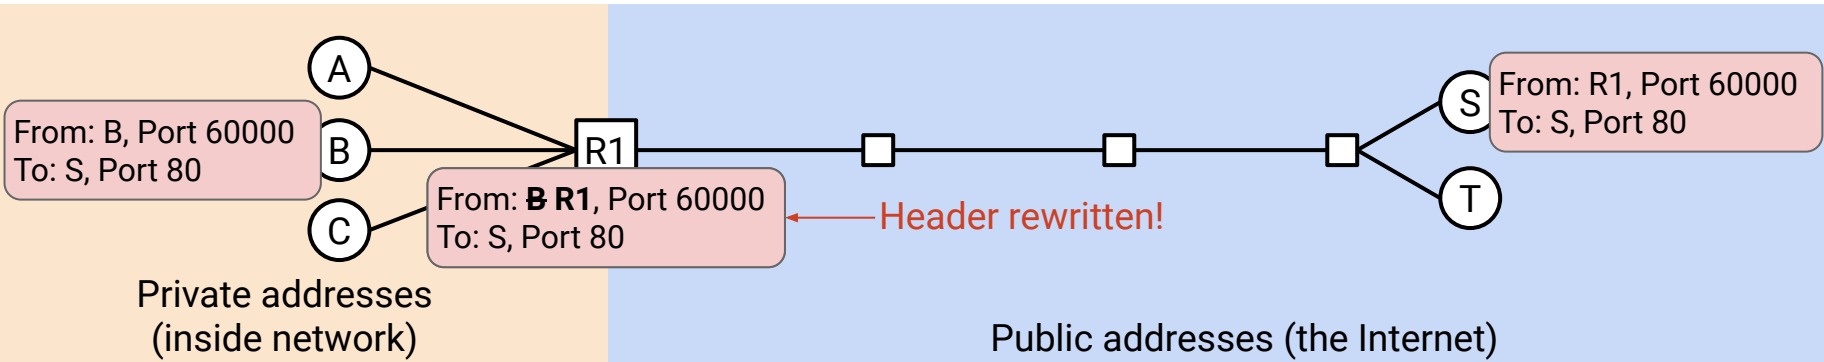 A
From: B, Port 60000
To: S, Port 80
B
C
R1
From: B R1, Port 60000
To: S, Port 80
Header rewritten!
S
From: R1, Port 60000
To: S, Port 80
T
Private addresses
(inside network)
Public addresses (the Internet)